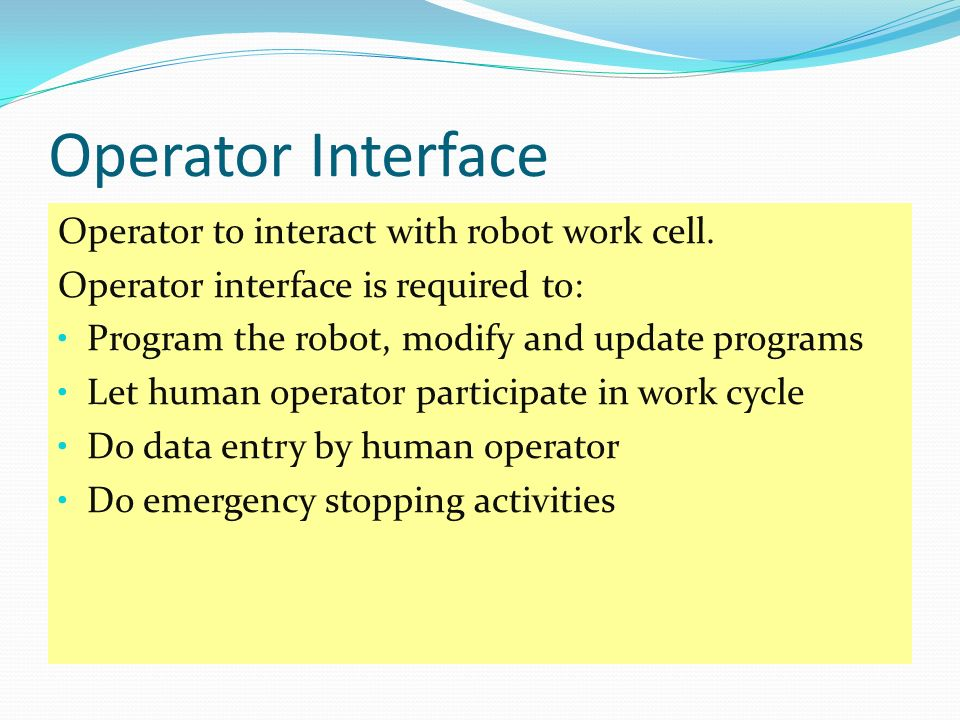 Operator Interface
Operator to interact with robot work cell.
Operator interface is required to:
• Program the robot, modify and update programs
• Let human operator participate in work cycle
• Do data entry by human operator
• Do emergency stopping activities